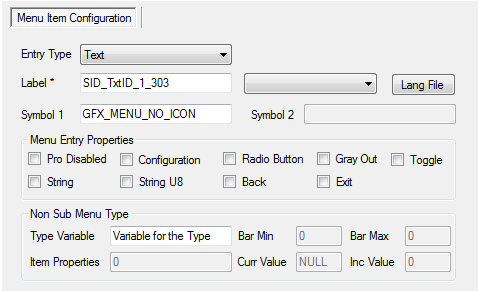 Menu Item Configuration
Entry Type Text
Label * SID_TxtID_1_303 Lang File
Symbol 1 GFX_MENU_NO_ICON Symbol 2
Menu Entry Properties
Pro Disabled Configuration Radio Button Gray Out Toggle
String String U8 Back Exit
Non Sub Menu Type
Type Variable Variable for the Type Bar Min 0 Bar Max 0
Item Properties 0 Curr Value NULL Inc Value 0